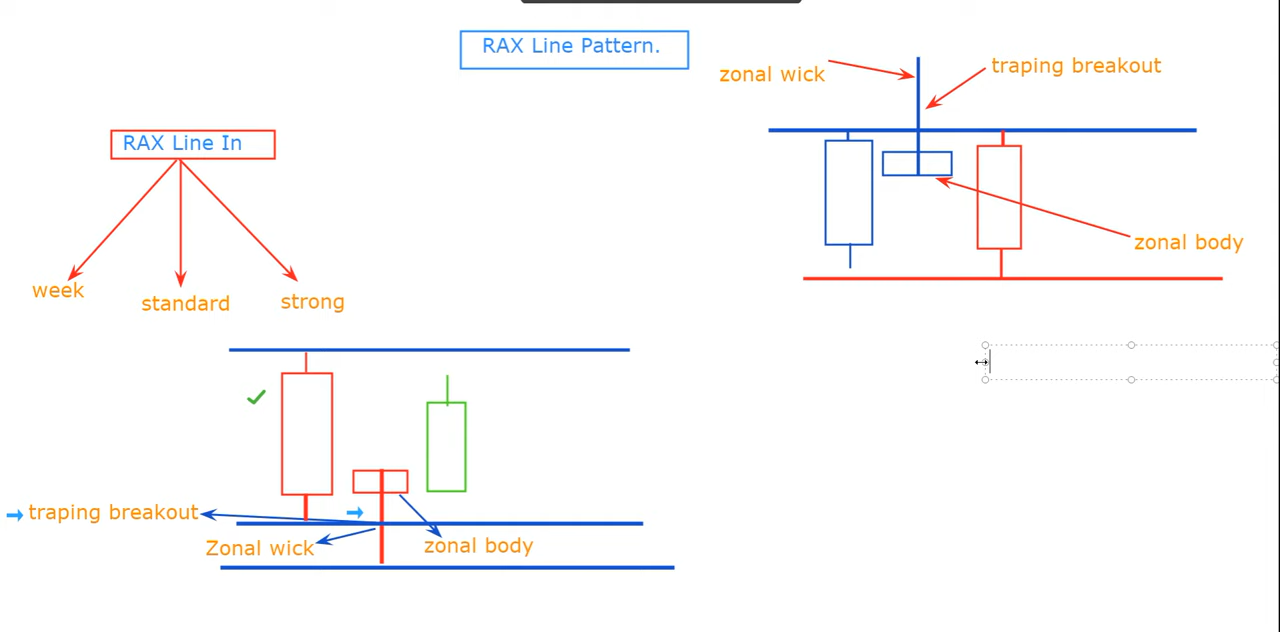 RAX Line Pattern.
zonal wick
traping breakout
RAX Line In
zonal body
week
standard
strong
traping breakout
Zonal wick
zonal body